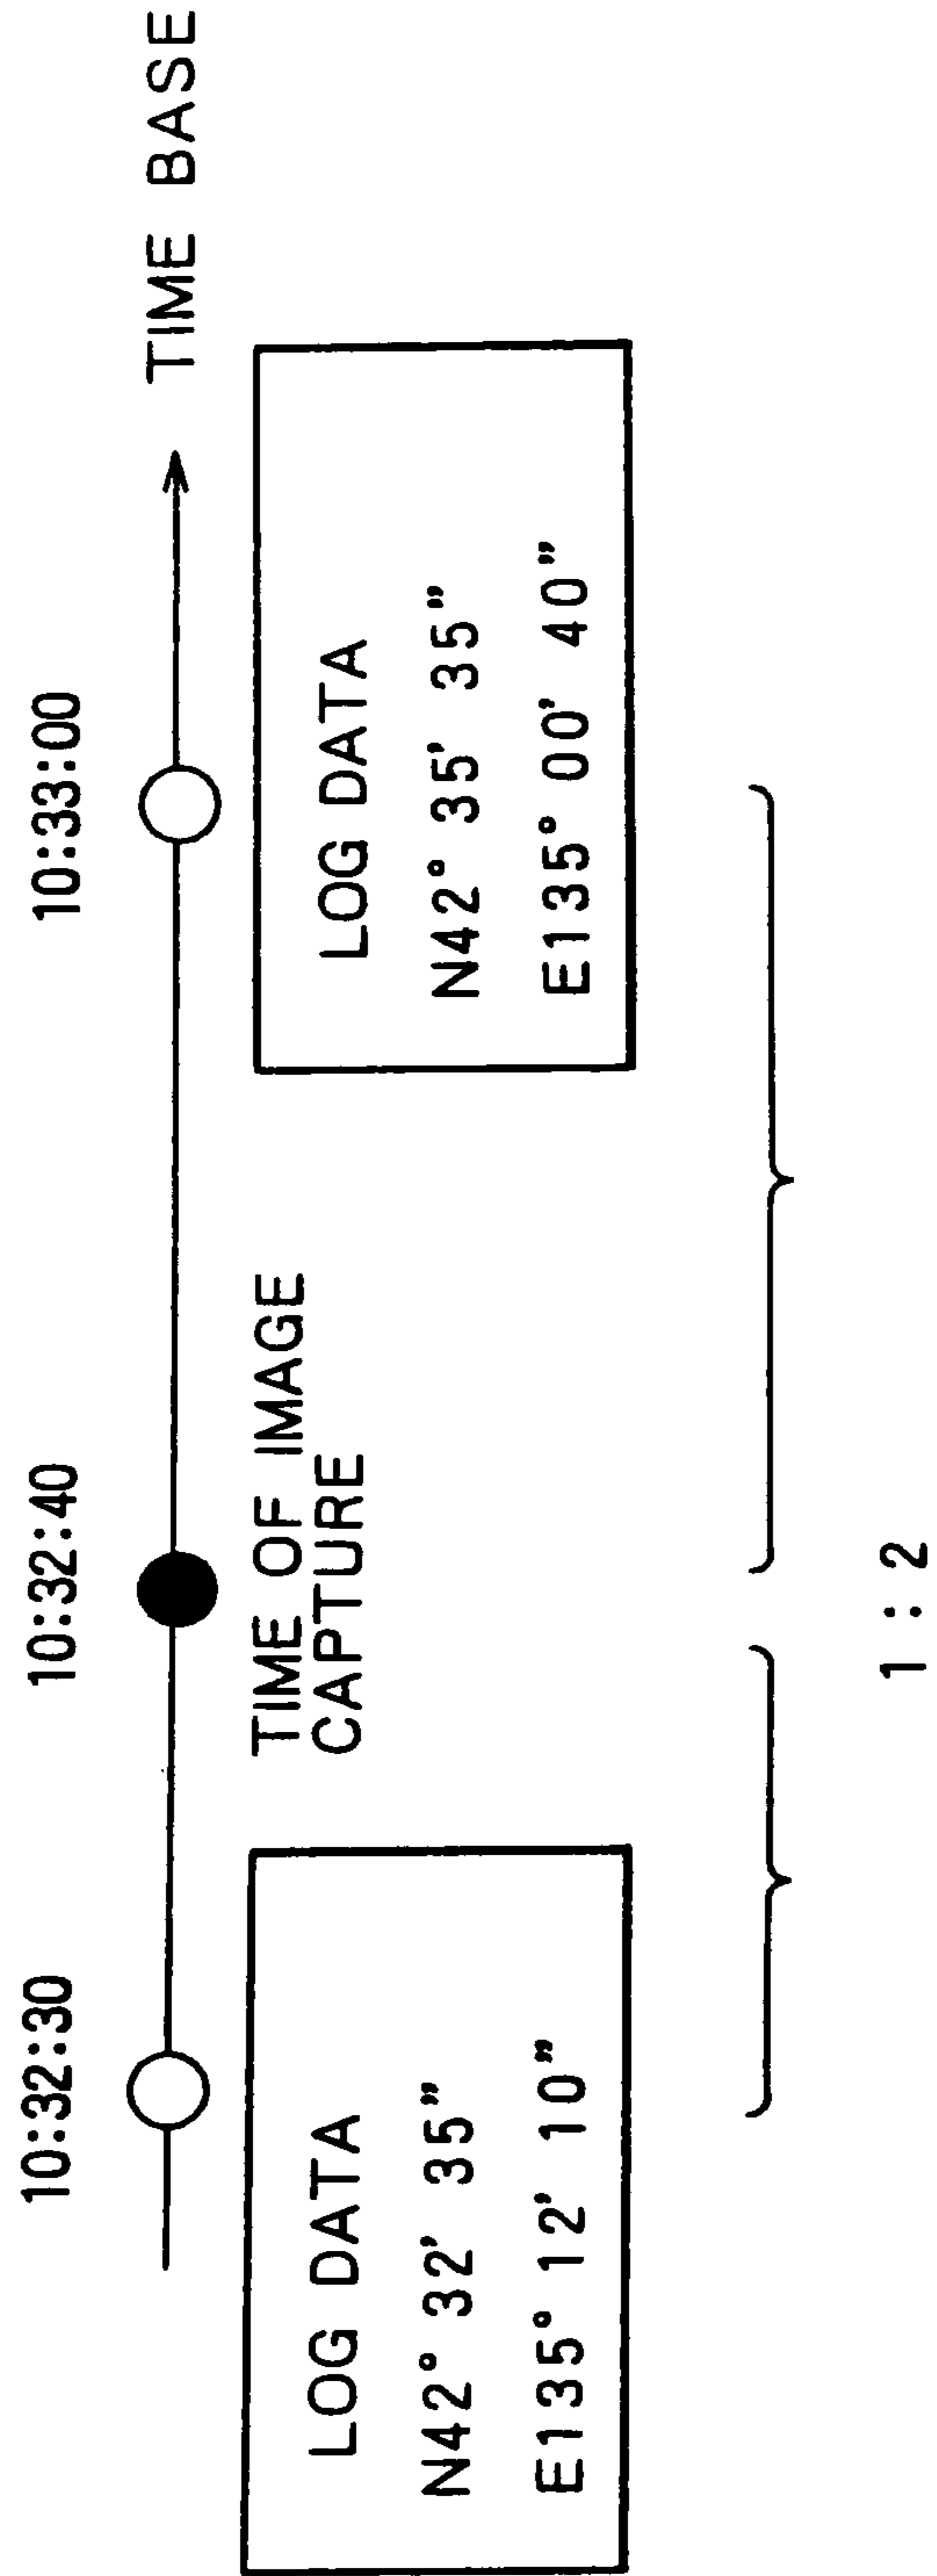 10:32:30
10:32:40
10:33:00
TIME BASE
LOG DATA
N42° 32' 35"
E135° 12' 10"
TIME OF IMAGE
CAPTURE
LOG DATA
N42° 35' 35"
E135° 00' 40"
1 : 2